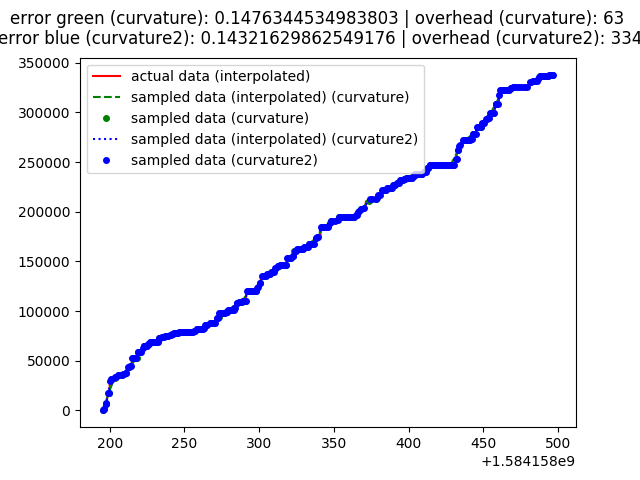 error green (curvature): 0.1476344534983803 | overhead (curvature): 63
error blue (curvature2): 0.14321629862549176 | overhead (curvature2): 334
actual data (interpolated)
sampled data (interpolated) (curvature)
sampled data (curvature)
sampled data (interpolated) (curvature2)
sampled data (curvature2)
350000
300000
250000
200000
150000
100000
50000
0
200 250 300 350 400 450 500
+1.584158e9